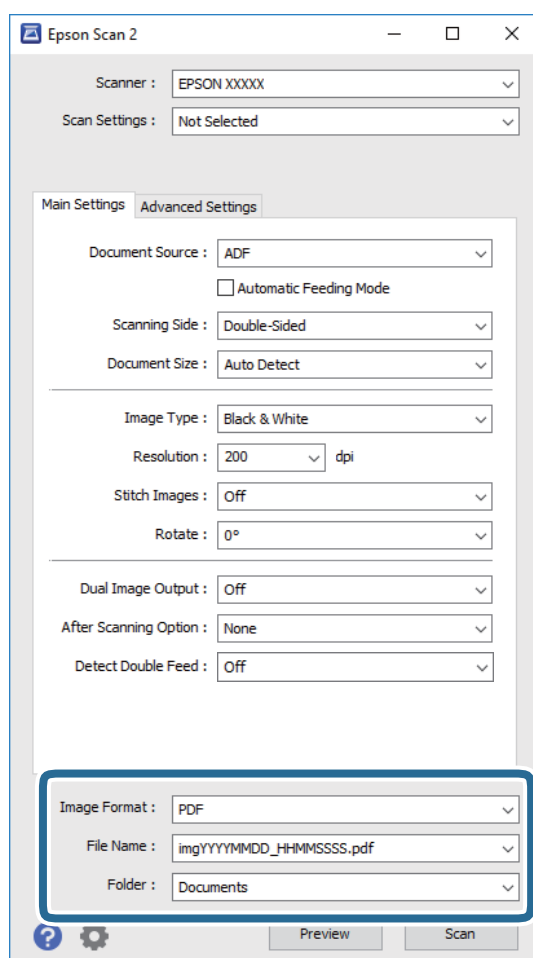 Epson Scan 2
Scanner : EPSON XXXXX
Scan Settings : Not Selected
Main Settings Advanced Settings
Document Source : ADF
Automatic Feeding Mode
Scanning Side : Double-Sided
Document Size : Auto Detect
Image Type : Black & White
Resolution : 200 dpi
Stitch Images : Off
Rotate : 0°
Dual Image Output : Off
After Scanning Option : None
Detect Double Feed : Off
Image Format : PDF
File Name : imgYYYYMMDD_HHMMSSSS.pdf
Folder : Documents
? Preview Scan